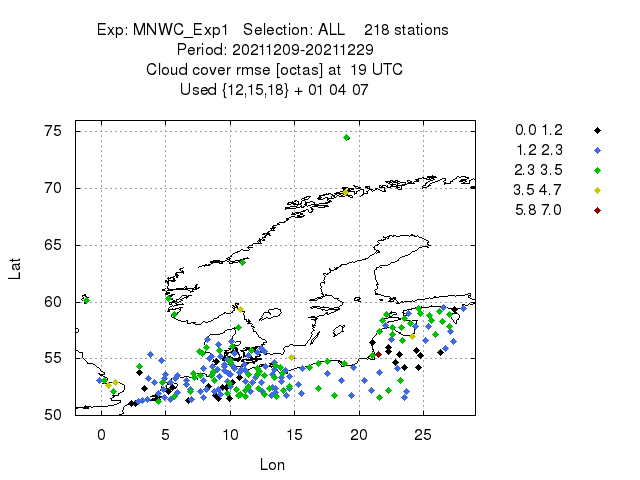 Exp: MNWC_Exp1 Selection: ALL 218 stations
Period: 20211209-20211229
Cloud cover rmse [octas] at 19 UTC
Used {12,15,18} + 01 04 07
0.0 1.2
1.2 2.3
2.3 3.5
3.5 4.7
5.8 7.0
75
70
65
60
55
50
Lat
0 5 10 15 20 25
Lon